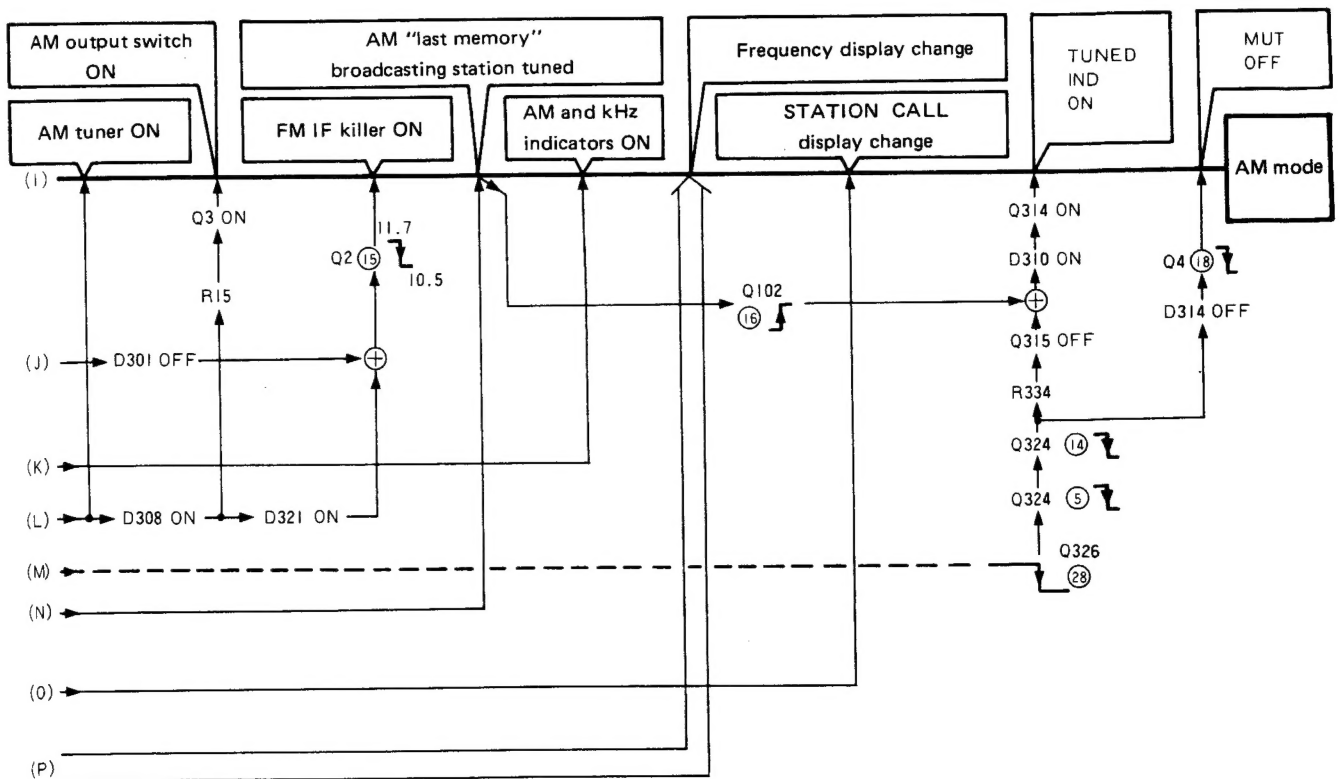 AM output switch
ON
AM "last memory"
broadcasting station tuned
Frequency display change
TUNED
IND
ON
MUT
OFF
AM tuner ON
FM IF killer ON
AM and kHz
indicators ON
STATION CALL
display change
AM mode
(I)
Q3 ON
11.7
Q2 (15)
10.5
R15
Q314 ON
D310 ON
Q102
(16)
Q4 (18)
D314 OFF
(J) D301 OFF
Q315 OFF
R334
(K)
Q324 (14)
(L) D308 ON D321 ON
Q324 (5)
(M)
Q326
(28)
(N)
(O)
(P)